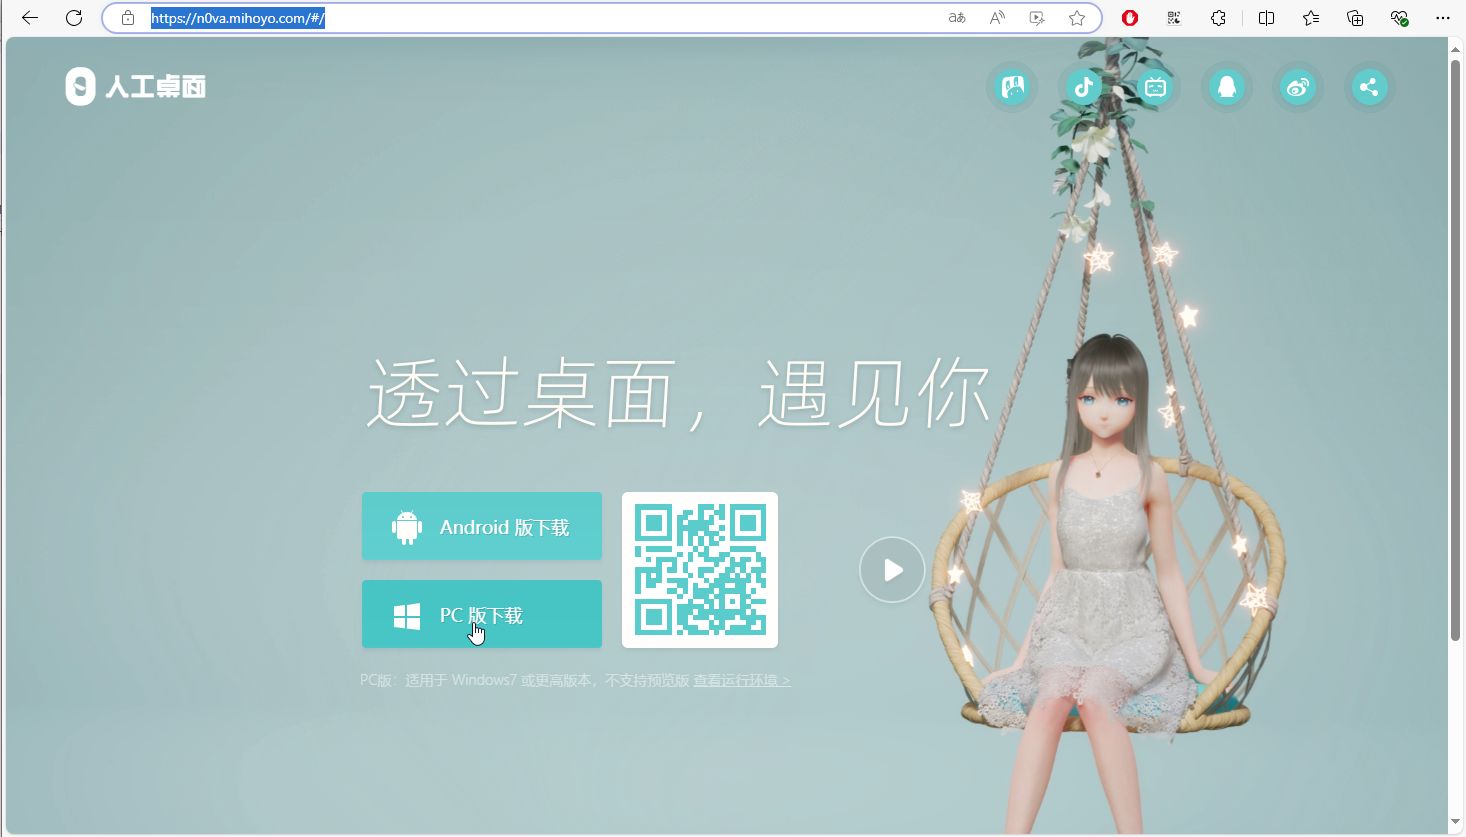 https://n0va.mihoyo.com/#/
人工桌面
透过桌面，遇见你
Android 版下载
PC 版下载
PC版：适用于 Windows7 或更高版本，不支持预览版 查看运行环境 >